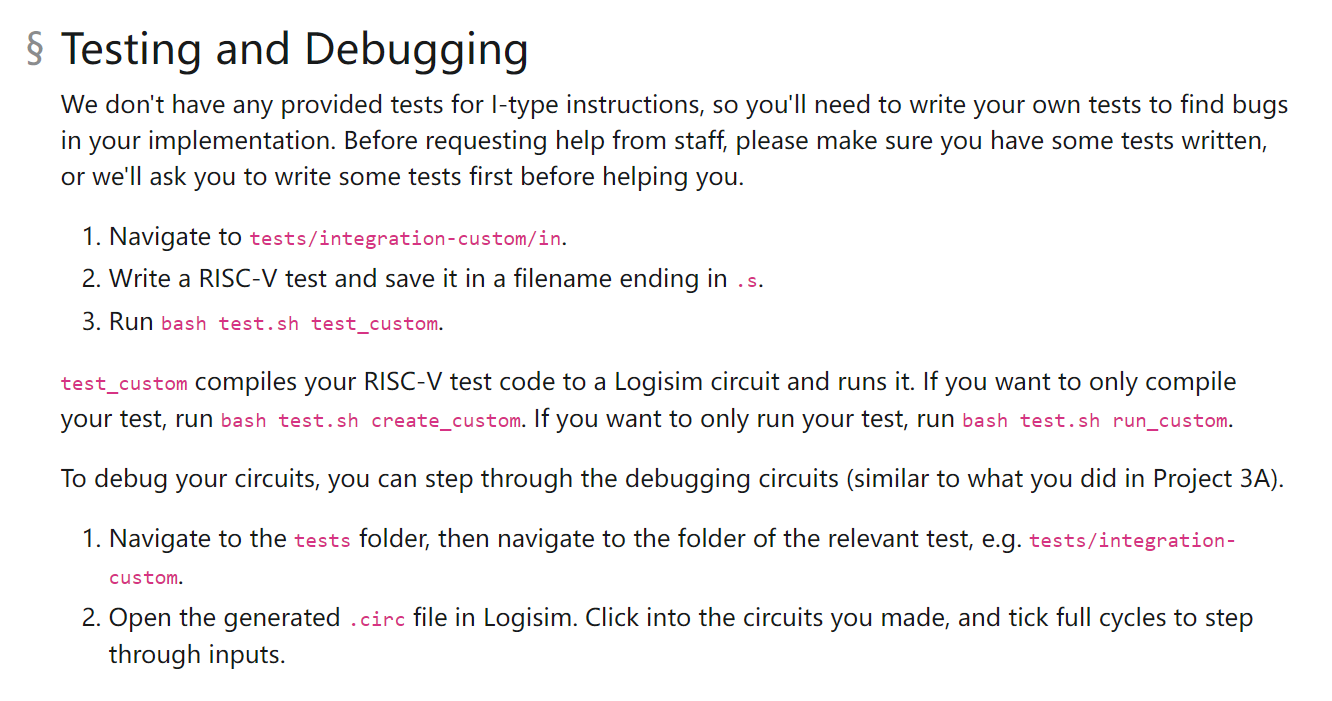 § Testing and Debugging
We don't have any provided tests for I-type instructions, so you'll need to write your own tests to find bugs
in your implementation. Before requesting help from staff, please make sure you have some tests written,
or we'll ask you to write some tests first before helping you.
1. Navigate to tests/integration-custom/in.
2. Write a RISC-V test and save it in a filename ending in .s.
3. Run bash test.sh test_custom.
test_custom compiles your RISC-V test code to a Logisim circuit and runs it. If you want to only compile
your test, run bash test.sh create_custom. If you want to only run your test, run bash test.sh run_custom.
To debug your circuits, you can step through the debugging circuits (similar to what you did in Project 3A).
1. Navigate to the tests folder, then navigate to the folder of the relevant test, e.g. tests/integration-
custom.
2. Open the generated .circ file in Logisim. Click into the circuits you made, and tick full cycles to step
through inputs.